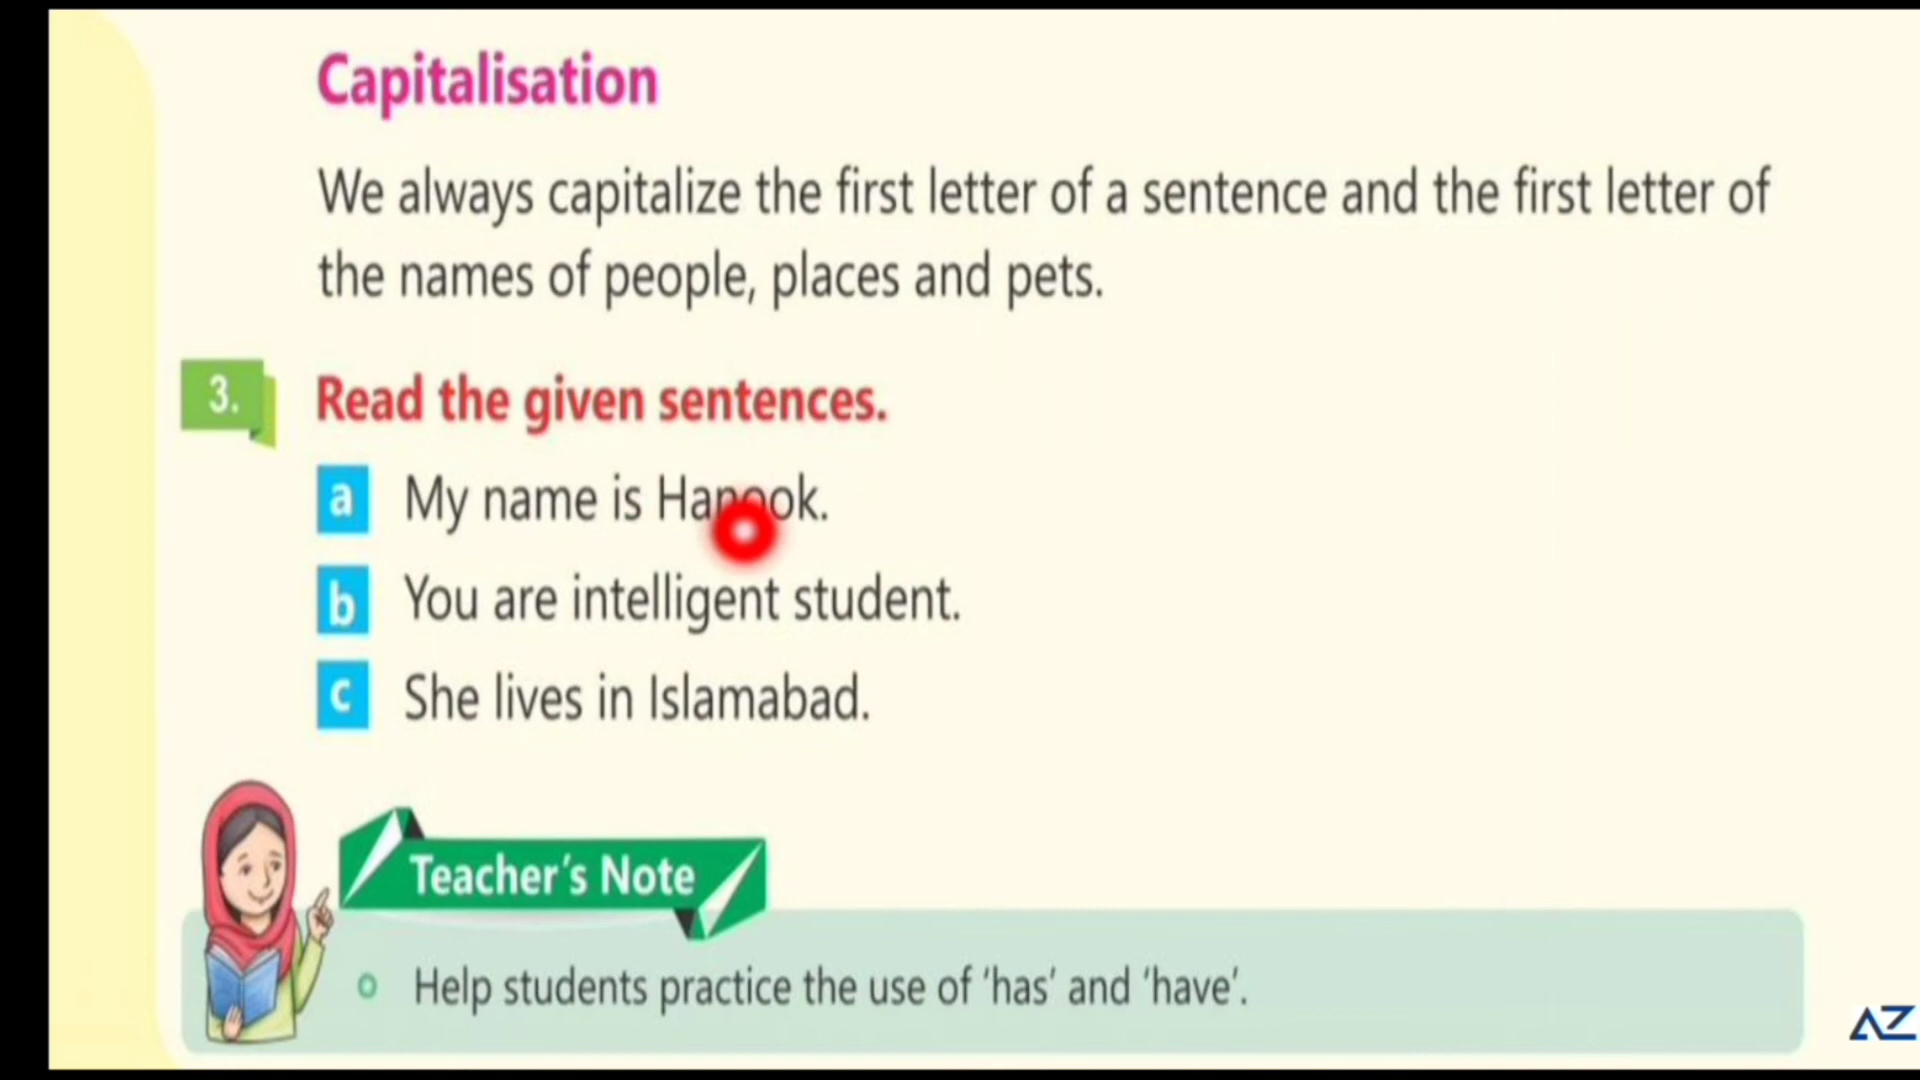 Capitalisation
We always capitalize the first letter of a sentence and the first letter of
the names of people, places and pets.
3. Read the given sentences.
a My name is Hanook.
b You are intelligent student.
c She lives in Islamabad.
Teacher's Note
o Help students practice the use of 'has' and 'have'.
AZ